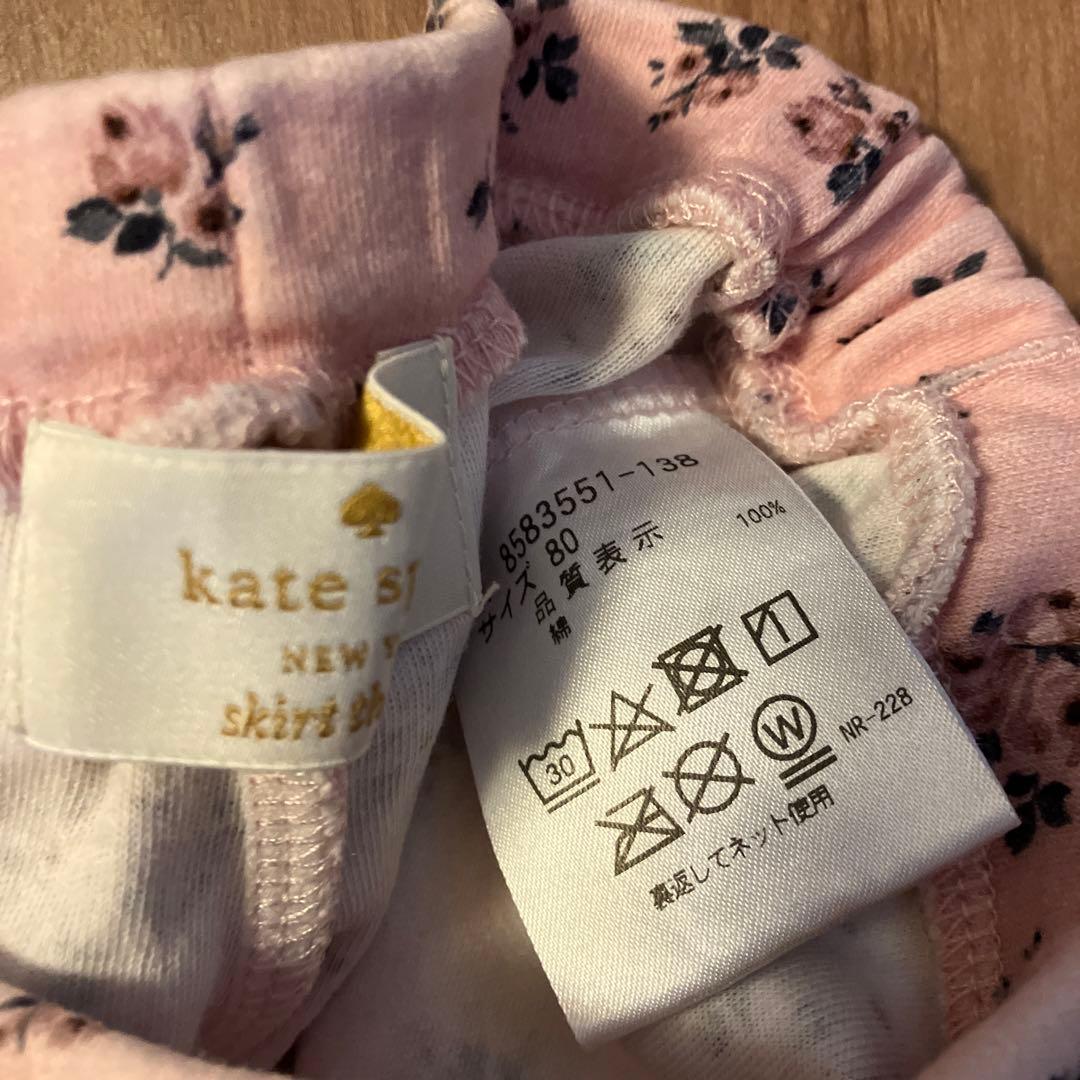 kate
NEW
skirt
8583551-138
サイズ 80
品質表示
綿 100%
30
W
NR-228
裏返してネット使用